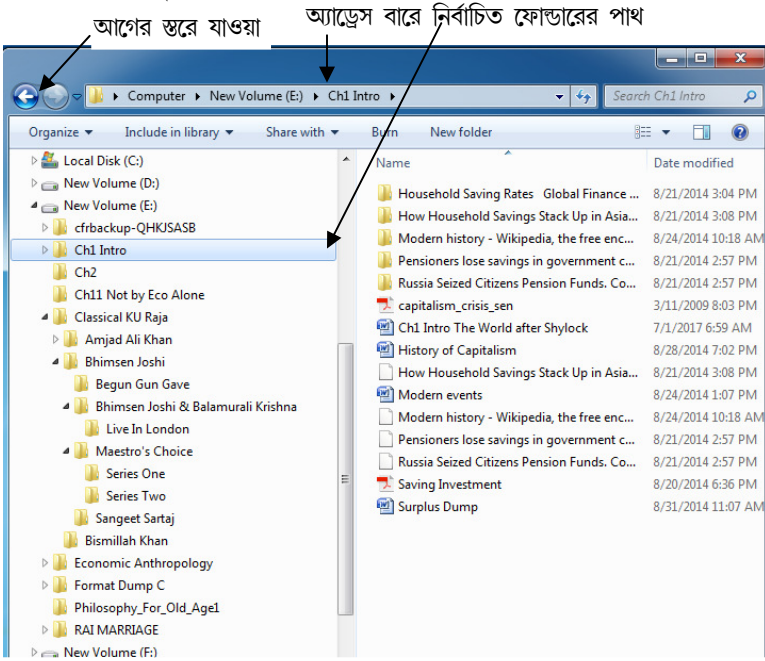 আগের স্তরে যাওয়া
অ্যাড্রেস বারে নির্বাচিত ফোল্ডারের পাথ
Computer New Volume (E:) Ch1 Intro
Search Ch1 Intro
Organize Include in library Share with Burn New folder
Local Disk (C:)
New Volume (D:)
New Volume (E:)
cfrbackup-QHKJSASB
Ch1 Intro
Ch2
Ch11 Not by Eco Alone
Classical KU Raja
Amjad Ali Khan
Bhimsen Joshi
Begun Gun Gave
Bhimsen Joshi & Balamurali Krishna
Live In London
Maestro's Choice
Series One
Series Two
Sangeet Sartaj
Bismillah Khan
Economic Anthropology
Format Dump C
Philosophy_For_Old_Age1
RAI MARRIAGE
New Volume (F:)
Name Date modified
Household Saving Rates Global Finance ... 8/21/2014 3:04 PM
How Household Savings Stack Up in Asia... 8/21/2014 3:08 PM
Modern history - Wikipedia, the free enc... 8/24/2014 10:18 AM
Pensioners lose savings in government c... 8/21/2014 2:57 PM
Russia Seized Citizens Pension Funds. Co... 8/21/2014 2:57 PM
capitalism_crisis_sen 3/11/2009 8:03 PM
Ch1 Intro The World after Shylock 7/1/2017 6:59 AM
History of Capitalism 8/28/2014 7:02 PM
How Household Savings Stack Up in Asia... 8/21/2014 3:08 PM
Modern events 8/24/2014 1:07 PM
Modern history - Wikipedia, the free enc... 8/24/2014 10:18 AM
Pensioners lose savings in government c... 8/21/2014 2:57 PM
Russia Seized Citizens Pension Funds. Co... 8/21/2014 2:57 PM
Saving Investment 8/20/2014 6:36 PM
Surplus Dump 8/31/2014 11:07 AM